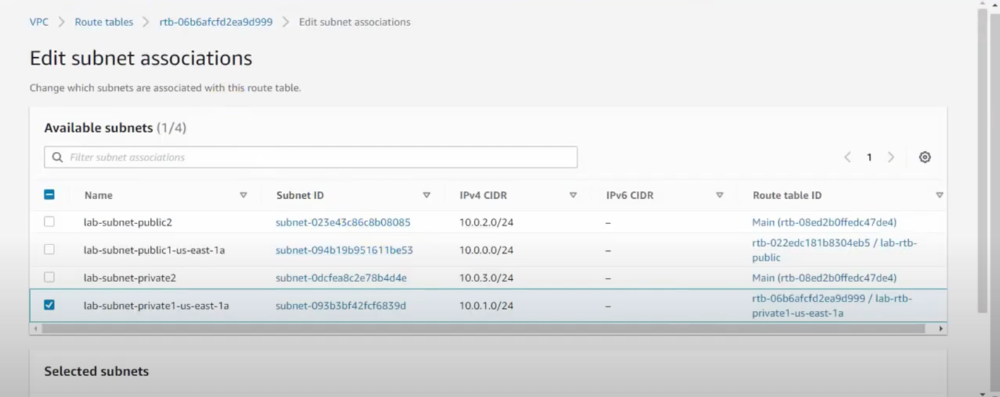 VPC > Route tables > rtb-06b6afcfd2ea9d999 > Edit subnet associations
Edit subnet associations
Change which subnets are associated with this route table.
Available subnets (1/4)
Filter subnet associations
1
Name Subnet ID IPv4 CIDR IPv6 CIDR Route table ID
lab-subnet-public2 subnet-023e43c86c8b08085 10.0.2.0/24 – Main (rtb-08ed2b0ffedc47de4)
lab-subnet-public1-us-east-1a subnet-094b19b951611be53 10.0.0.0/24 – rtb-022edc181b8304eb5 / lab-rtb-
public
lab-subnet-private2 subnet-0dcfea8c2e78b4d4e 10.0.3.0/24 – Main (rtb-08ed2b0ffedc47de4)
lab-subnet-private1-us-east-1a subnet-093b3bf42fcf6839d 10.0.1.0/24 – rtb-06b6afcfd2ea9d999 / lab-rtb-
private1-us-east-1a
Selected subnets